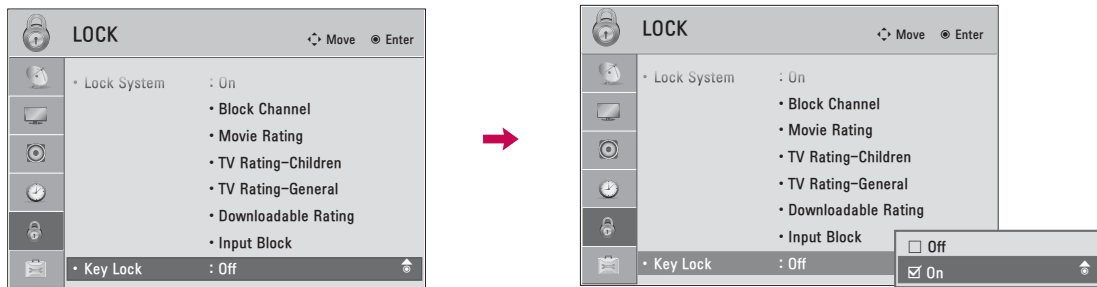 LOCK
Move Enter
• Lock System : On
• Block Channel
• Movie Rating
• TV Rating-Children
• TV Rating-General
• Downloadable Rating
• Input Block
• Key Lock : Off
LOCK
Move Enter
• Lock System : On
• Block Channel
• Movie Rating
• TV Rating-Children
• TV Rating-General
• Downloadable Rating
• Input Block
• Key Lock : Off
Off
On